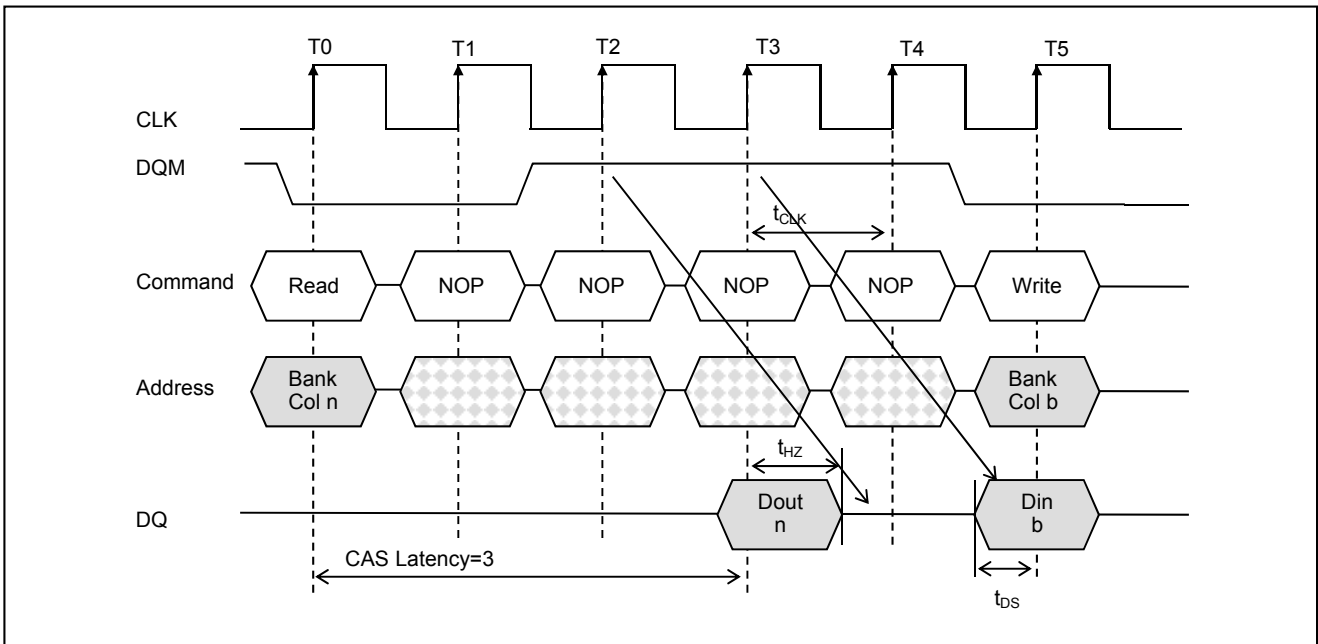 T0 T1 T2 T3 T4 T5
CLK
DQM
tCLK
Command Read NOP NOP NOP NOP Write
Address Bank Col n Bank Col b
tHZ
DQ Dout n Din b
CAS Latency=3
tDS